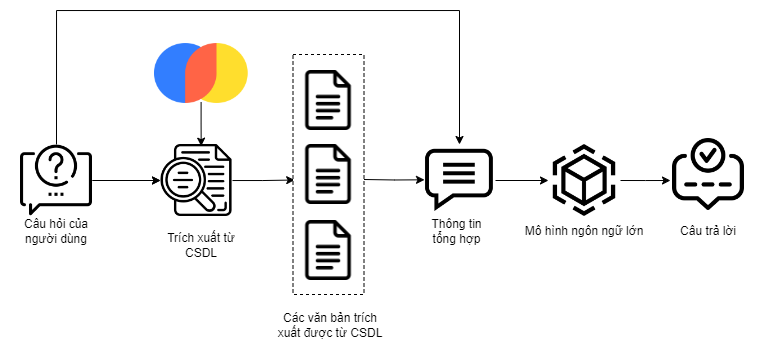 Câu hỏi của
người dùng
Trích xuất từ
CSDL
Các văn bản trích
xuất được từ CSDL
Thông tin
tổng hợp
Mô hình ngôn ngữ lớn
Câu trả lời